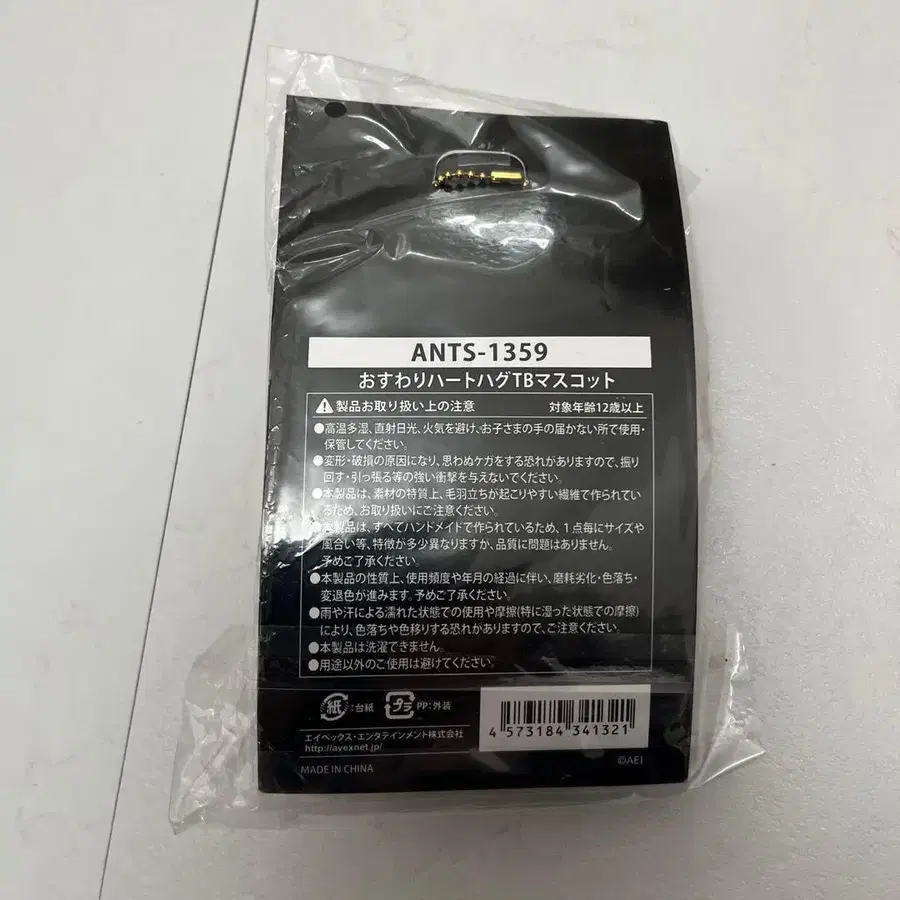 ANTS-1359
おすわりハートハグTBマスコット
製品お取り扱い上の注意 対象年齢12歳以上
●高温多湿、直射日光、火気を避け、お子さまの手の届かない所で使用・
保管してください。
●変形・破損の原因になり、思わぬケガをする恐れがありますので、振り
回す・引っ張る等の強い衝撃を与えないでください。
●本製品は、素材の特質上、毛羽立ちが起こりやすい繊維で作られてい
るため、お取り扱いにご注意ください。
●本製品は、すべてハンドメイドで作られているため、1点毎にサイズや
風合い等、特徴が多少異なりますが、品質に問題はありません。
予めご了承ください。
●本製品の性質上、使用頻度や年月の経過に伴い、磨耗劣化・色落ち・
変退色が進みます。予めご了承ください。
●雨や汗による濡れた状態での使用や摩擦(特に湿った状態での摩擦)
により、色落ちや色移りする恐れがありますので、ご注意ください。
●本製品は洗濯できません。
●用途以外のご使用は避けてください。
紙:台紙 プラ PP:外装
エイベックス・エンタテインメント株式会社
http://avexnet.jp/
MADE IN CHINA
4 573184 341321
©AEI